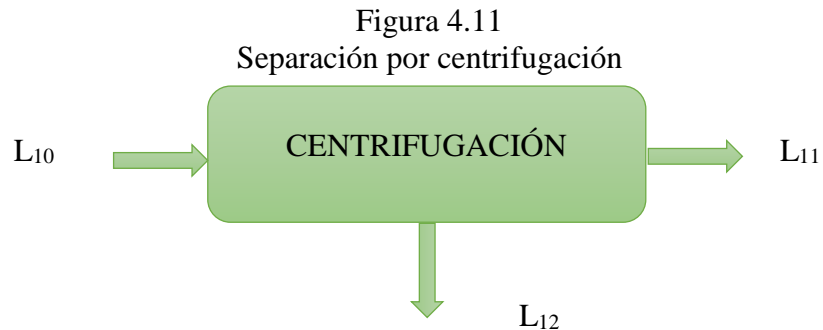 Figura 4.11
Separación por centrifugación
L₁₀
CENTRIFUGACIÓN
L₁₁
L₁₂